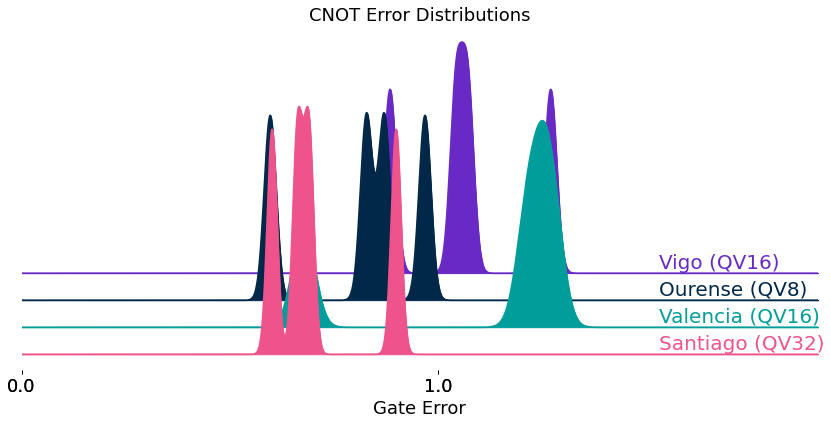 CNOT Error Distributions
Vigo (QV16)
Ourense (QV8)
Valencia (QV16)
Santiago (QV32)
0.0 1.0
Gate Error